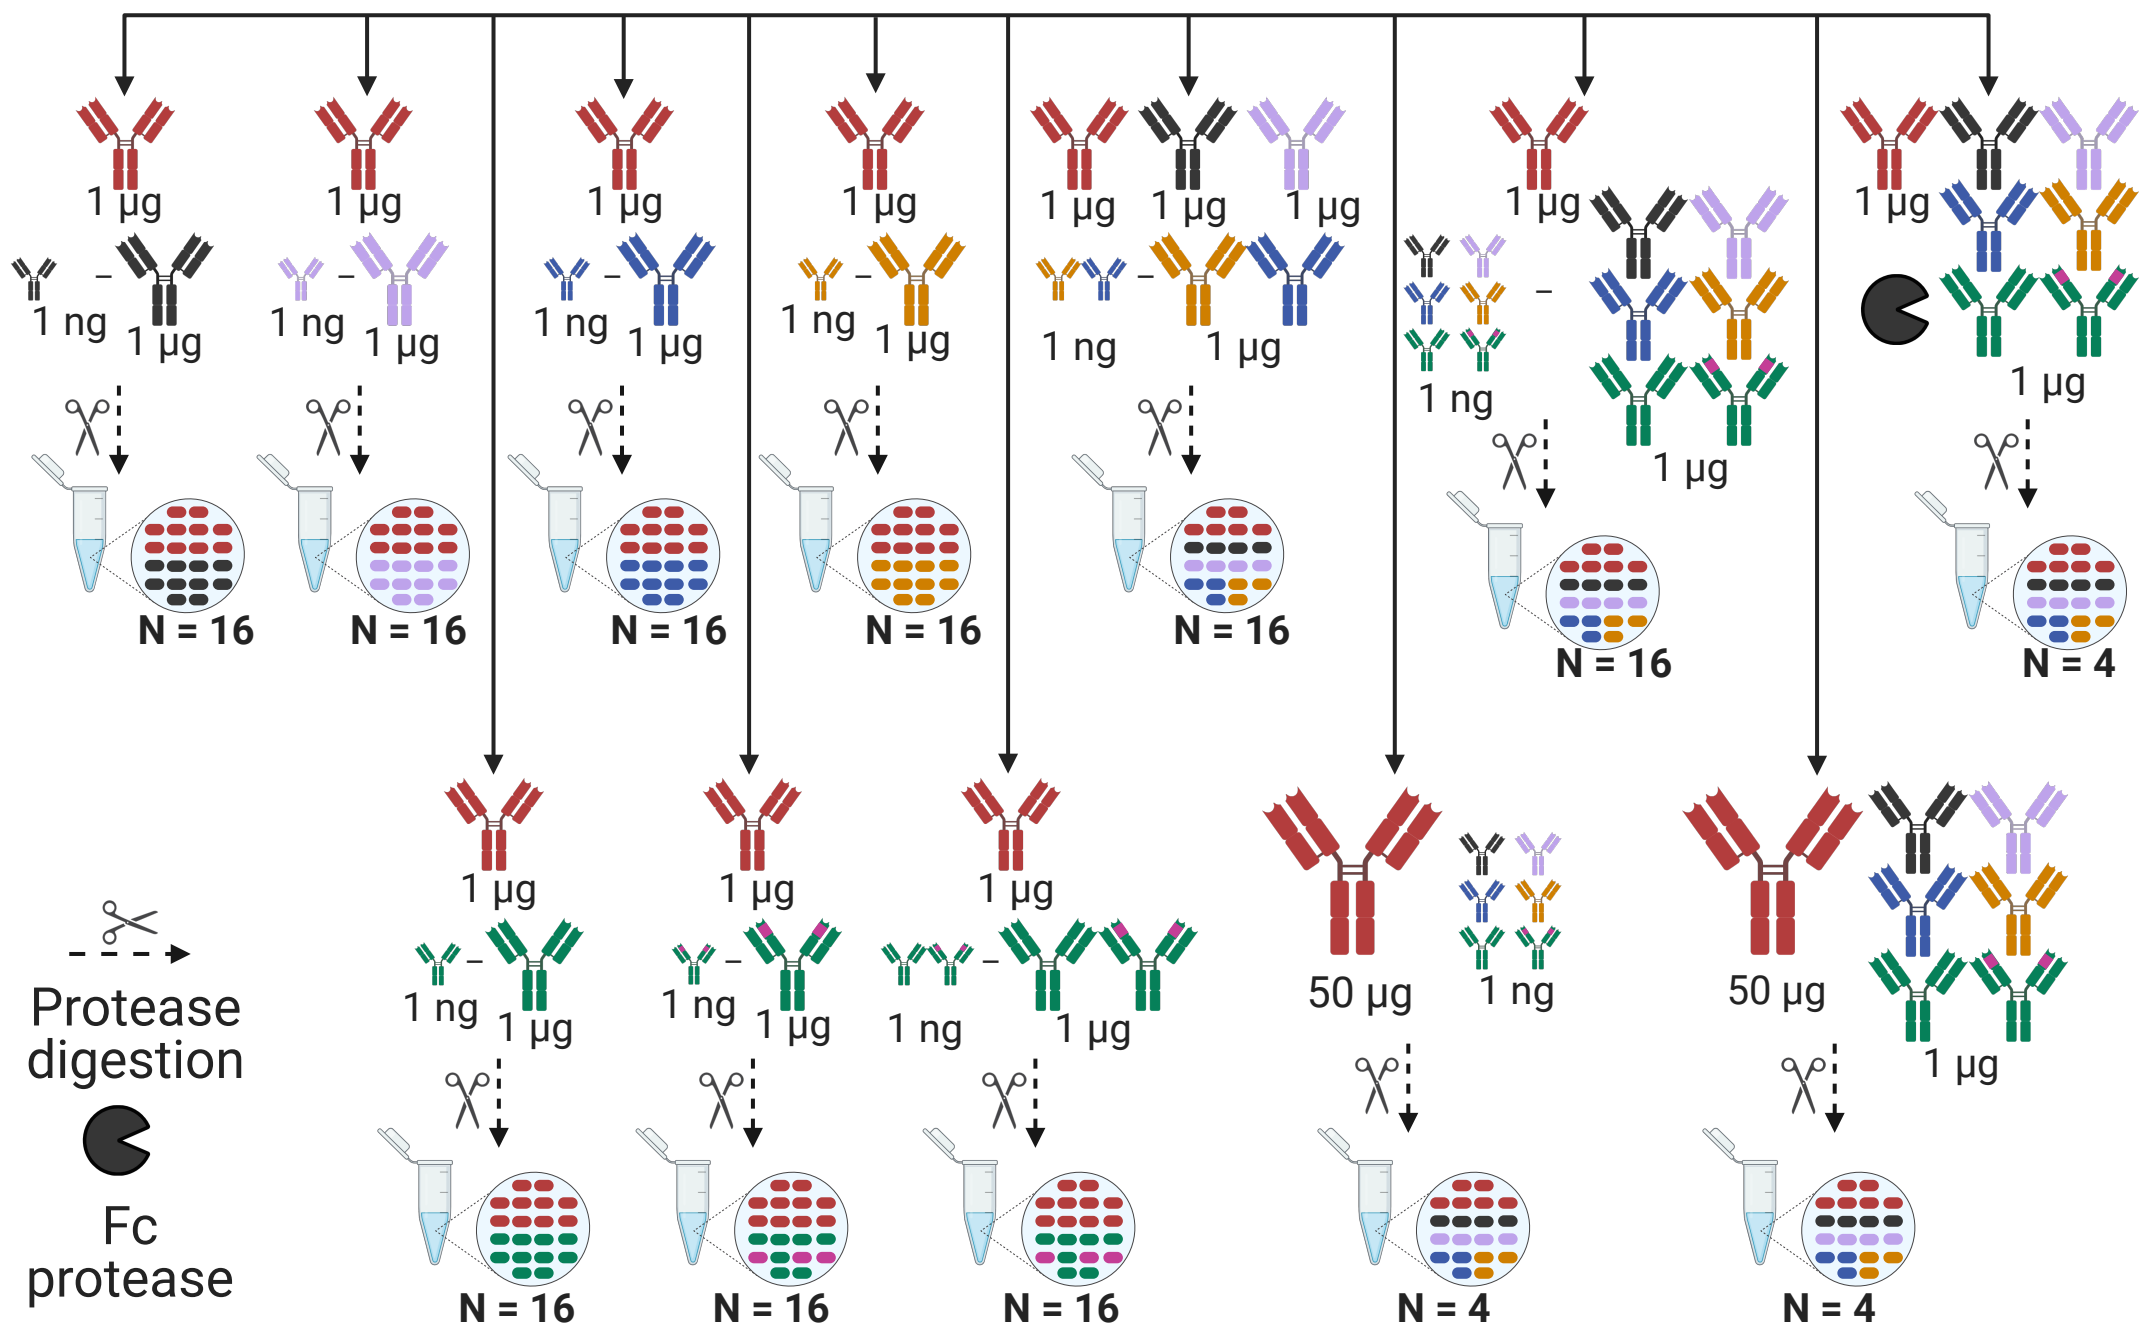 1 µg
1 µg
1 µg
1 µg
1 µg
1 µg
1 µg
1 µg
1 µg
1 ng
1 µg
1 ng
1 µg
1 ng
1 µg
1 ng
1 µg
1 ng
1 µg
1 ng
1 µg
1 µg
N = 16
N = 16
N = 16
N = 16
N = 16
N = 16
N = 4
1 µg
1 µg
1 µg
50 µg
1 ng
50 µg
1 µg
1 ng
1 µg
1 ng
1 µg
1 ng
1 µg
Protease
digestion
Fc
protease
N = 16
N = 16
N = 16
N = 4
N = 4